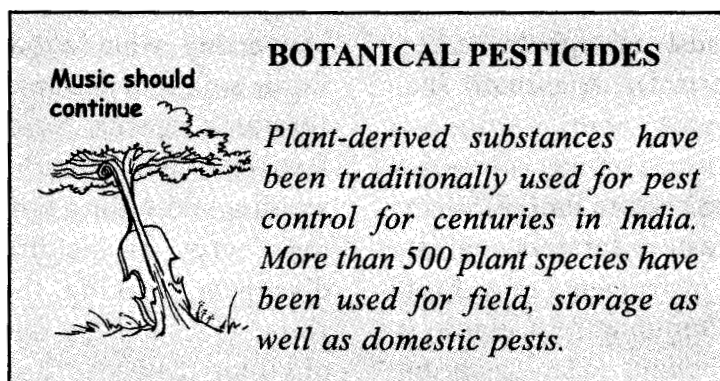 BOTANICAL PESTICIDES
Music should
continue
Plant-derived substances have
been traditionally used for pest
control for centuries in India.
More than 500 plant species have
been used for field, storage as
well as domestic pests.